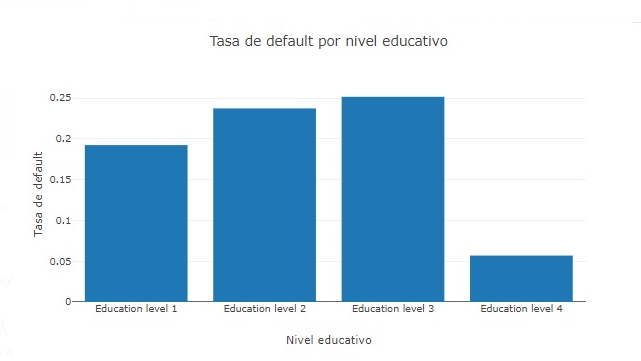 Tasa de default por nivel educativo
0.25
0.2
0.15
0.1
0.05
0
Tasa de default
Education level 1
Education level 2
Education level 3
Education level 4
Nivel educativo